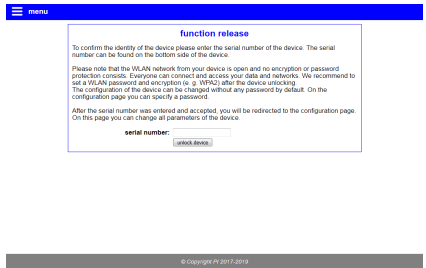 menu
function release
To confirm the identity of the device please enter the serial number of the device. The serial
number can be found on the bottom side of the device.
Please note that the WLAN network from your device is open and no encryption or password
protection consists. Everyone can connect and access your data and networks. We recommend to
set a WLAN password and encryption (e. g. WPA2) after the device unlocking.
The configuration of the device can be changed without any password by default. On the
configuration page you can specify a password.
After the serial number was entered and accepted, you will be redirected to the configuration page.
On this page you can change all parameters of the device.
serial number:
unlock device
© Copyright PI 2017-2019